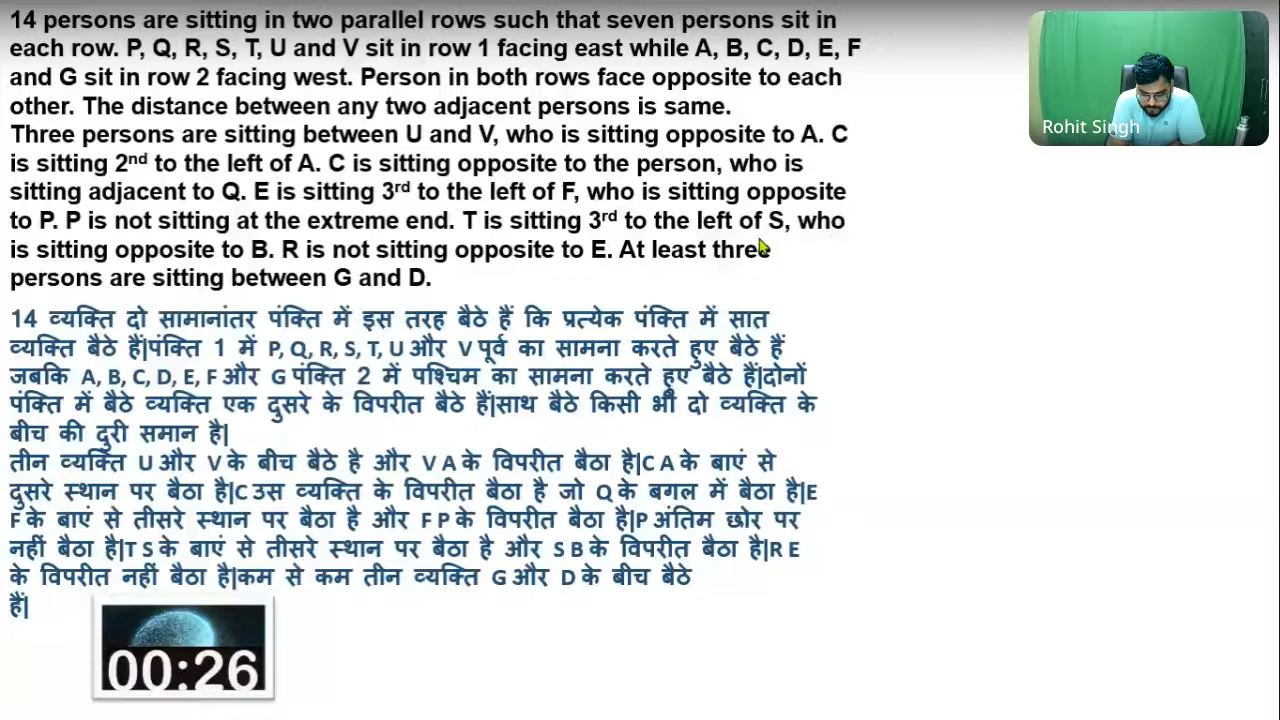 14 persons are sitting in two parallel rows such that seven persons sit in
each row. P, Q, R, S, T, U and V sit in row 1 facing east while A, B, C, D, E, F
and G sit in row 2 facing west. Person in both rows face opposite to each
other. The distance between any two adjacent persons is same.
Three persons are sitting between U and V, who is sitting opposite to A. C
is sitting 2nd to the left of A. C is sitting opposite to the person, who is
sitting adjacent to Q. E is sitting 3rd to the left of F, who is sitting opposite
to P. P is not sitting at the extreme end. T is sitting 3rd to the left of S, who
is sitting opposite to B. R is not sitting opposite to E. At least three
persons are sitting between G and D.
14 व्यक्ति दो सामानांतर पंक्ति में इस तरह बैठे हैं कि प्रत्येक पंक्ति में सात
व्यक्ति बैठे हैं|पंक्ति 1 में P, Q, R, S, T, U और V पूर्व का सामना करते हुए बैठे हैं
जबकि A, B, C, D, E, F और G पंक्ति 2 में पश्चिम का सामना करते हुए बैठे हैं|दोनों
पंक्ति में बैठे व्यक्ति एक दुसरे के विपरीत बैठे हैं|साथ बैठे किसी भी दो व्यक्ति के
बीच की दुरी समान है|
तीन व्यक्ति U और V के बीच बैठे है और V A के विपरीत बैठा है|C A के बाएं से
दुसरे स्थान पर बैठा है|C उस व्यक्ति के विपरीत बैठा है जो Q के बगल में बैठा है|E
F के बाएं से तीसरे स्थान पर बैठा है और F P के विपरीत बैठा है|P अंतिम छोर पर
नहीं बैठा है|T S के बाएं से तीसरे स्थान पर बैठा है और S B के विपरीत बैठा है|R E
के विपरीत नहीं बैठा है|कम से कम तीन व्यक्ति G और D के बीच बैठे
हैं|
Rohit Singh
00:26